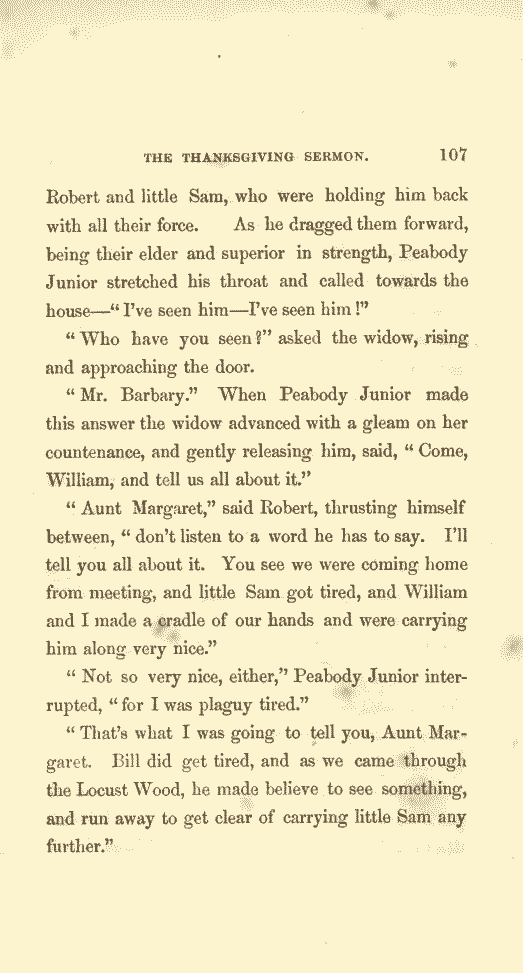 THE THANKSGIVING SERMON. 107
Robert and little Sam, who were holding him back
with all their force. As he dragged them forward,
being their elder and superior in strength, Peabody
Junior stretched his throat and called towards the
house—“ I've seen him—I've seen him !”
“ Who have you seen ?” asked the widow, rising
and approaching the door.
“ Mr. Barbary.” When Peabody Junior made
this answer the widow advanced with a gleam on her
countenance, and gently releasing him, said, “ Come,
William, and tell us all about it.”
“ Aunt Margaret,” said Robert, thrusting himself
between, “ don't listen to a word he has to say. I'll
tell you all about it. You see we were coming home
from meeting, and little Sam got tired, and William
and I made a cradle of our hands and were carrying
him along very nice.”
“ Not so very nice, either,” Peabody Junior inter-
rupted, “ for I was plaguy tired.”
“ That's what I was going to tell you, Aunt Mar-
garet. Bill did get tired, and as we came through
the Locust Wood, he made believe to see something,
and run away to get clear of carrying little Sam any
further.”